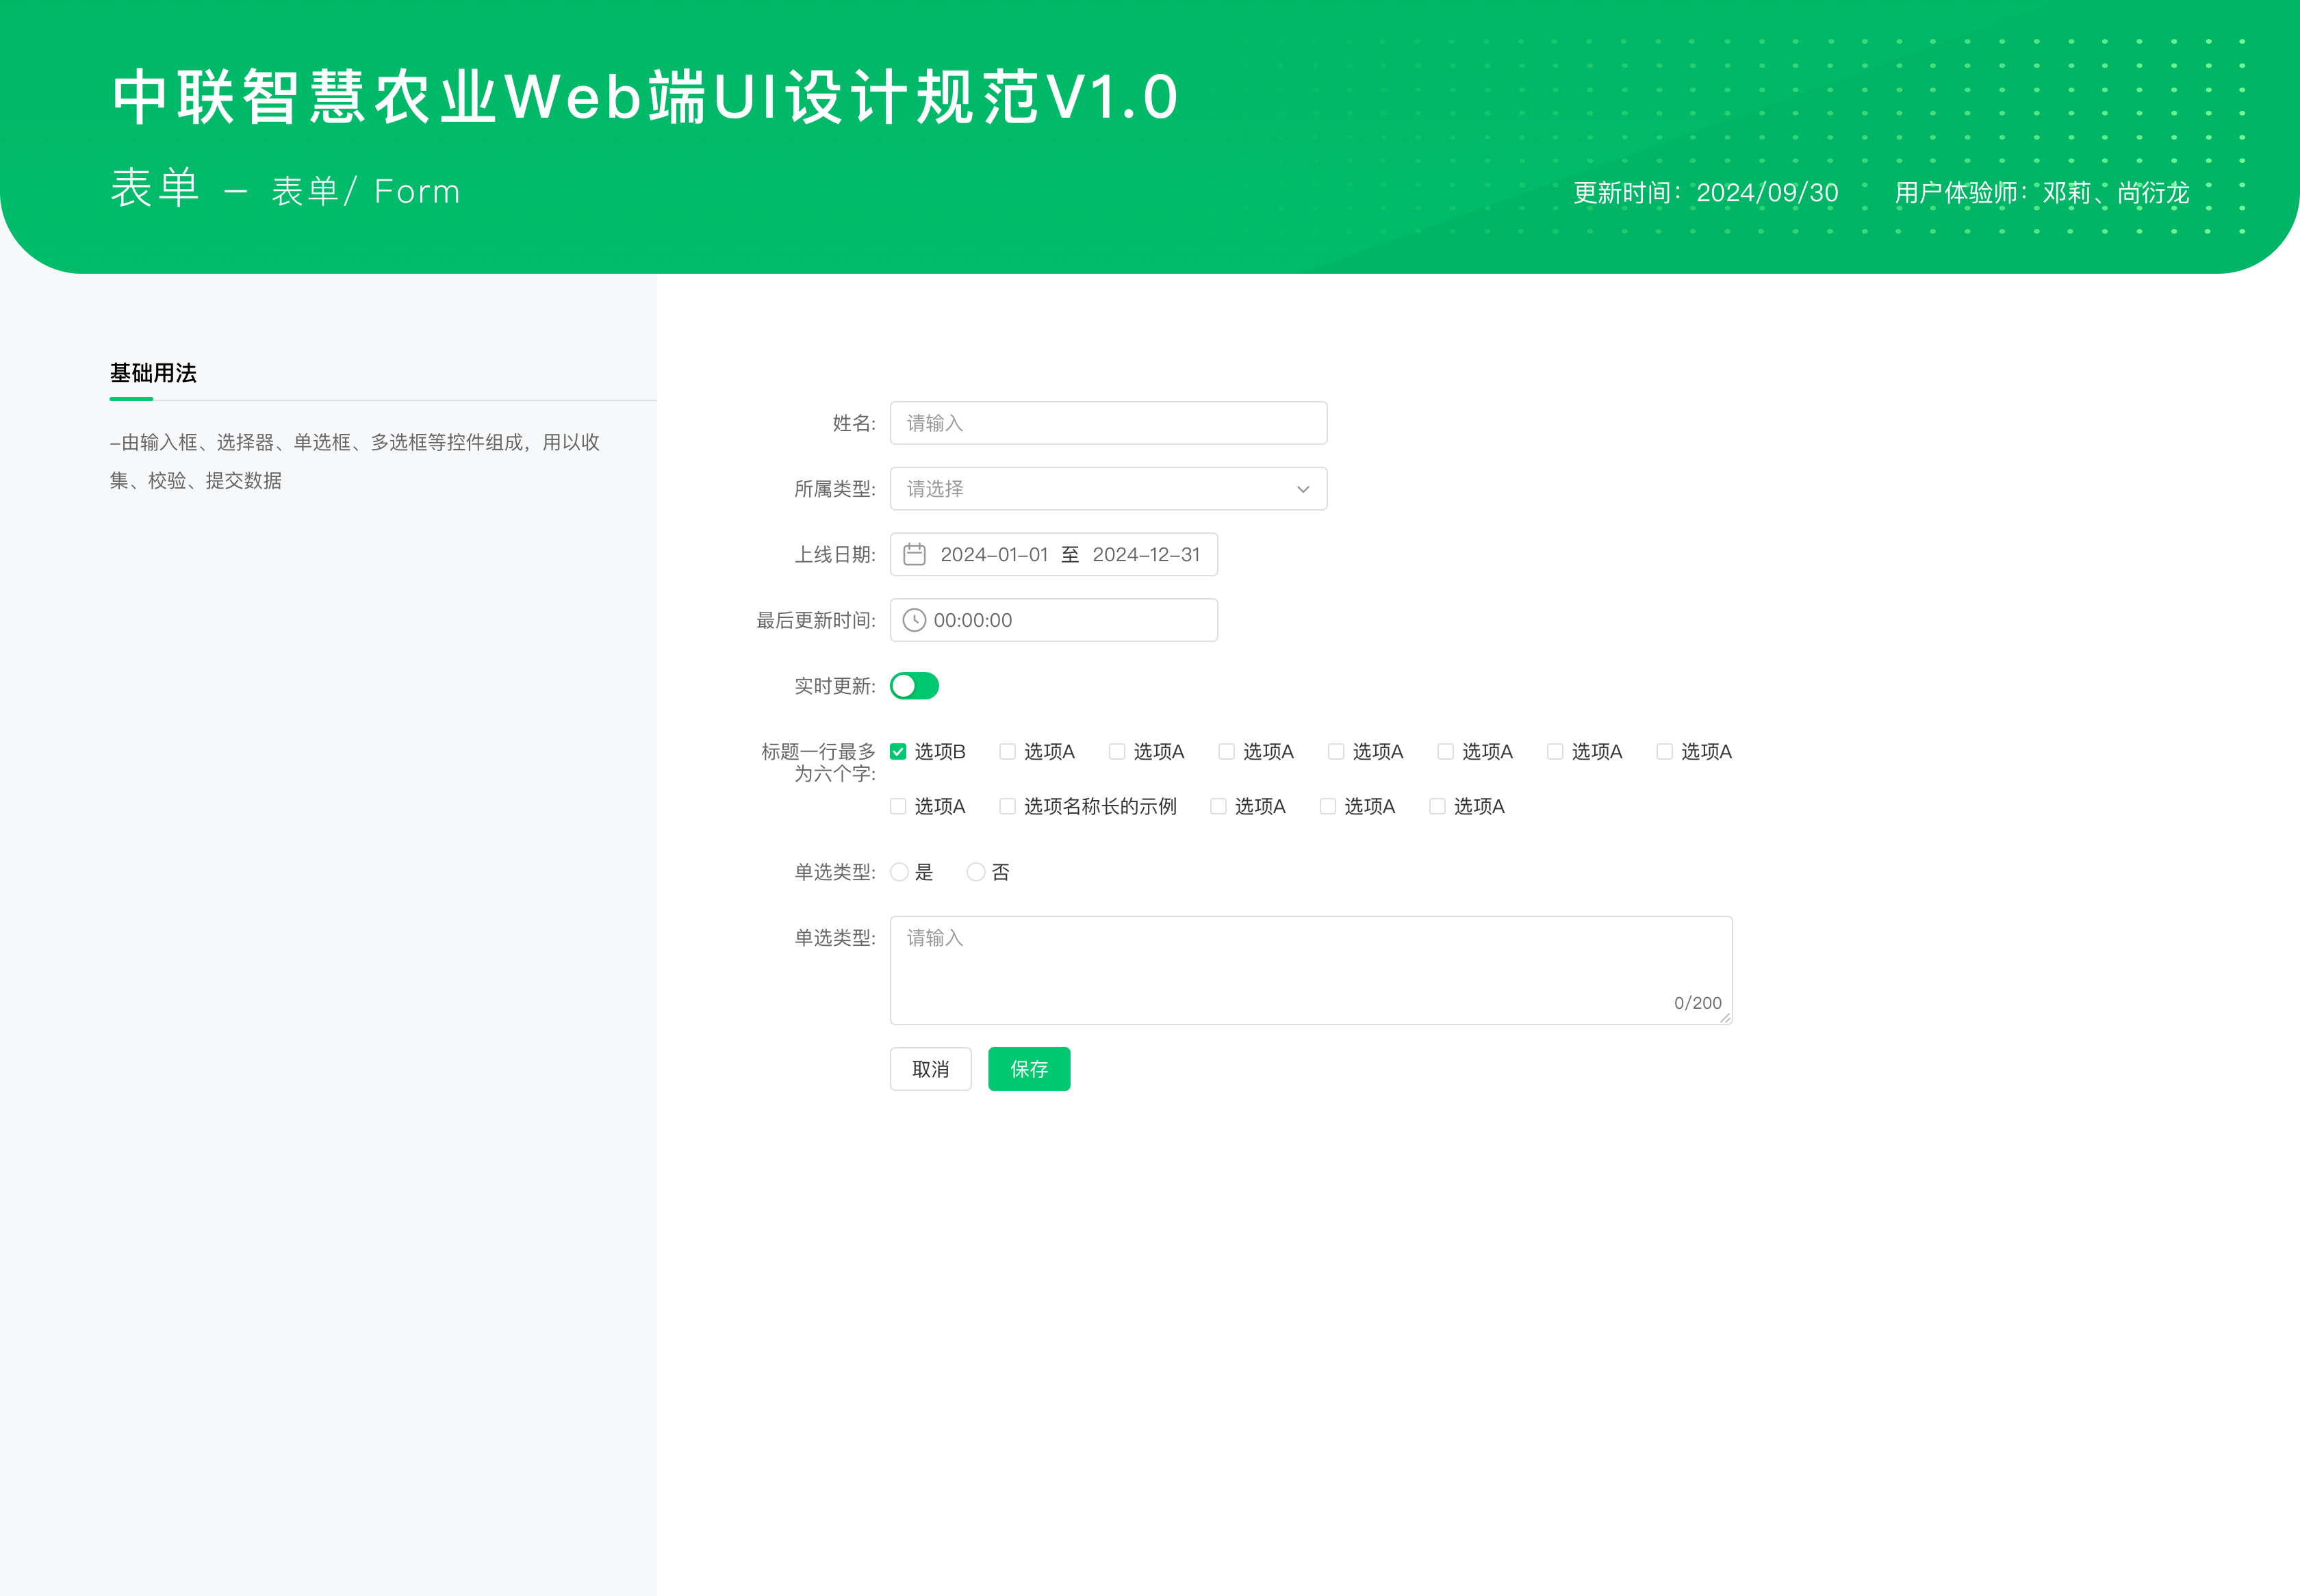 中联智慧农业Web端UI设计规范V1.0
表单 – 表单/ Form
更新时间：2024/09/30 用户体验师：邓莉、尚衍龙
基础用法
–由输入框、选择器、单选框、多选框等控件组成，用以收
集、校验、提交数据
姓名: 请输入
所属类型: 请选择
上线日期: 2024–01–01 至 2024–12–31
最后更新时间: 00:00:00
实时更新:
标题一行最多
为六个字:
选项B 选项A 选项A 选项A 选项A 选项A 选项A 选项A
选项A 选项名称长的示例 选项A 选项A 选项A
单选类型: 是 否
单选类型: 请输入
0/200
取消 保存